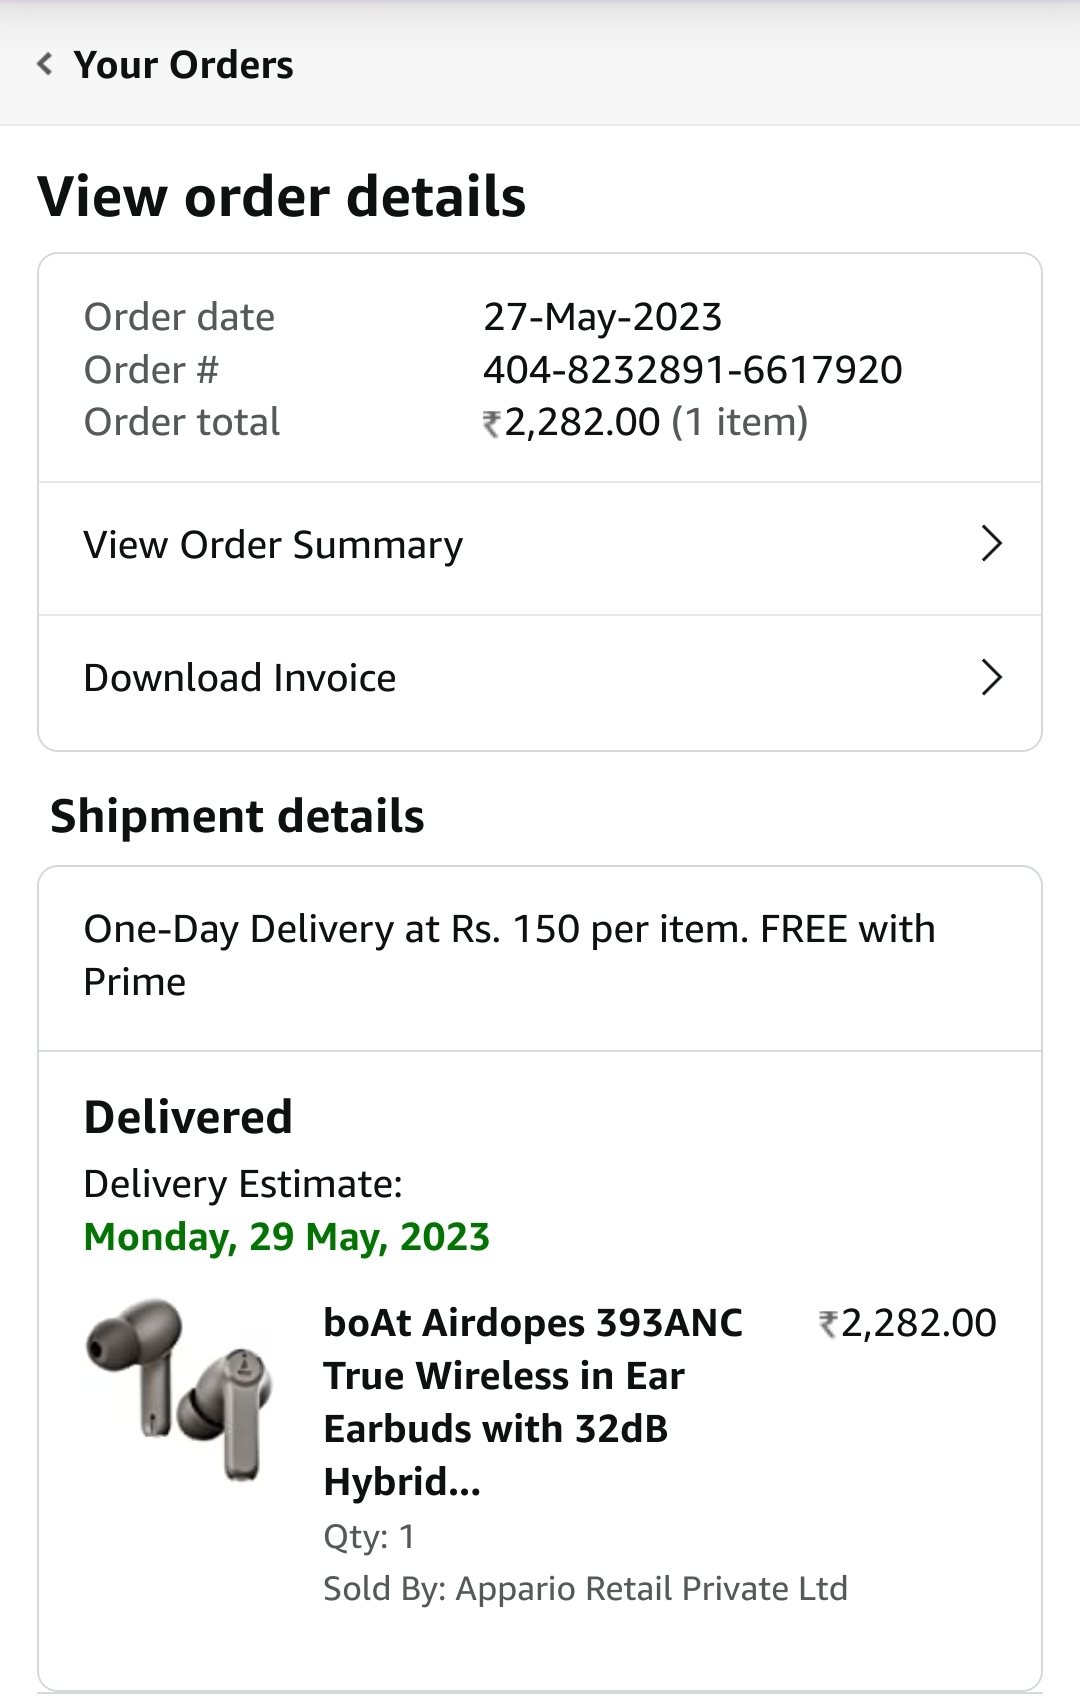 Your Orders
View order details
Order date 27-May-2023
Order # 404-8232891-6617920
Order total ₹2,282.00 (1 item)
View Order Summary
Download Invoice
Shipment details
One-Day Delivery at Rs. 150 per item. FREE with
Prime
Delivered
Delivery Estimate:
Monday, 29 May, 2023
boAt Airdopes 393ANC ₹2,282.00
True Wireless in Ear
Earbuds with 32dB
Hybrid...
Qty: 1
Sold By: Appario Retail Private Ltd